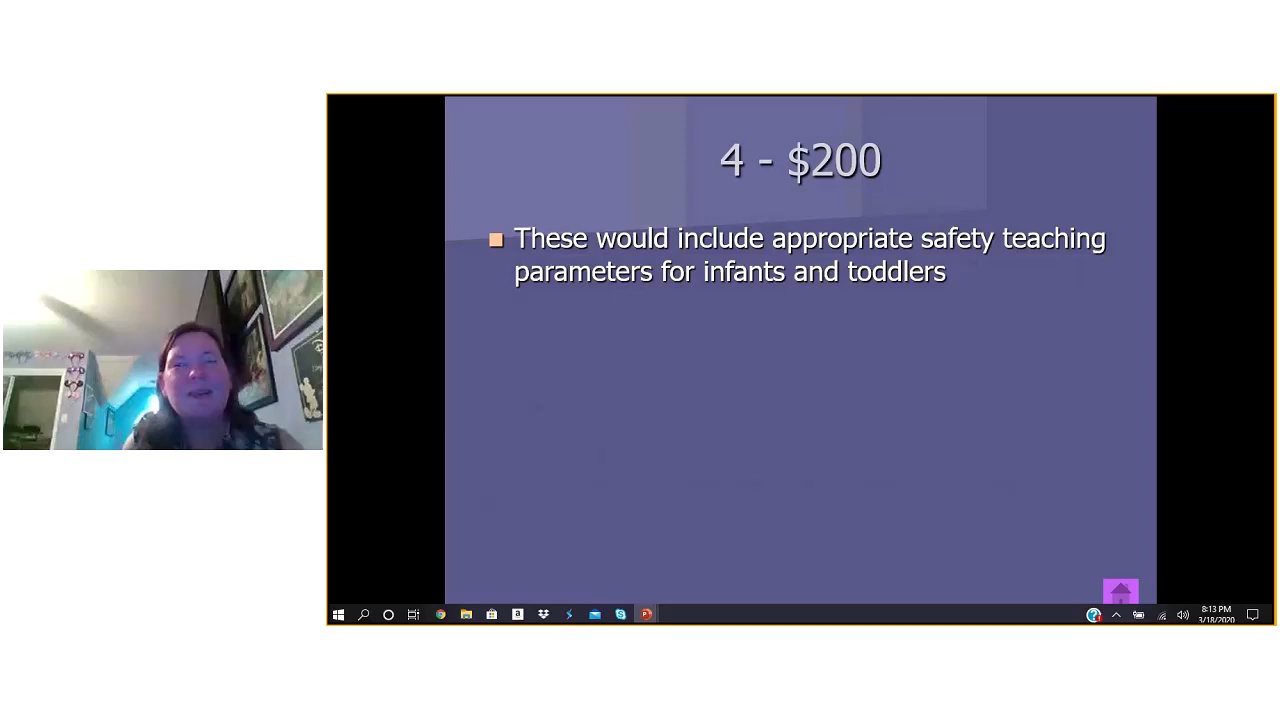 4 - $200
These would include appropriate safety teaching
parameters for infants and toddlers
8:13 PM
3/18/2020